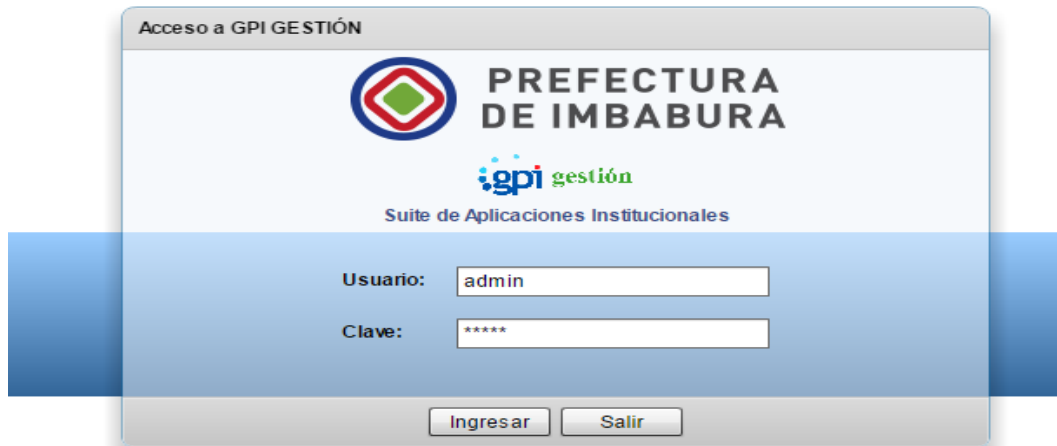 Acceso a GPI GESTIÓN
PREFECTURA
DE IMBABURA
gpi gestión
Suite de Aplicaciones Institucionales
Usuario: admin
Clave: *****
Ingresar Salir